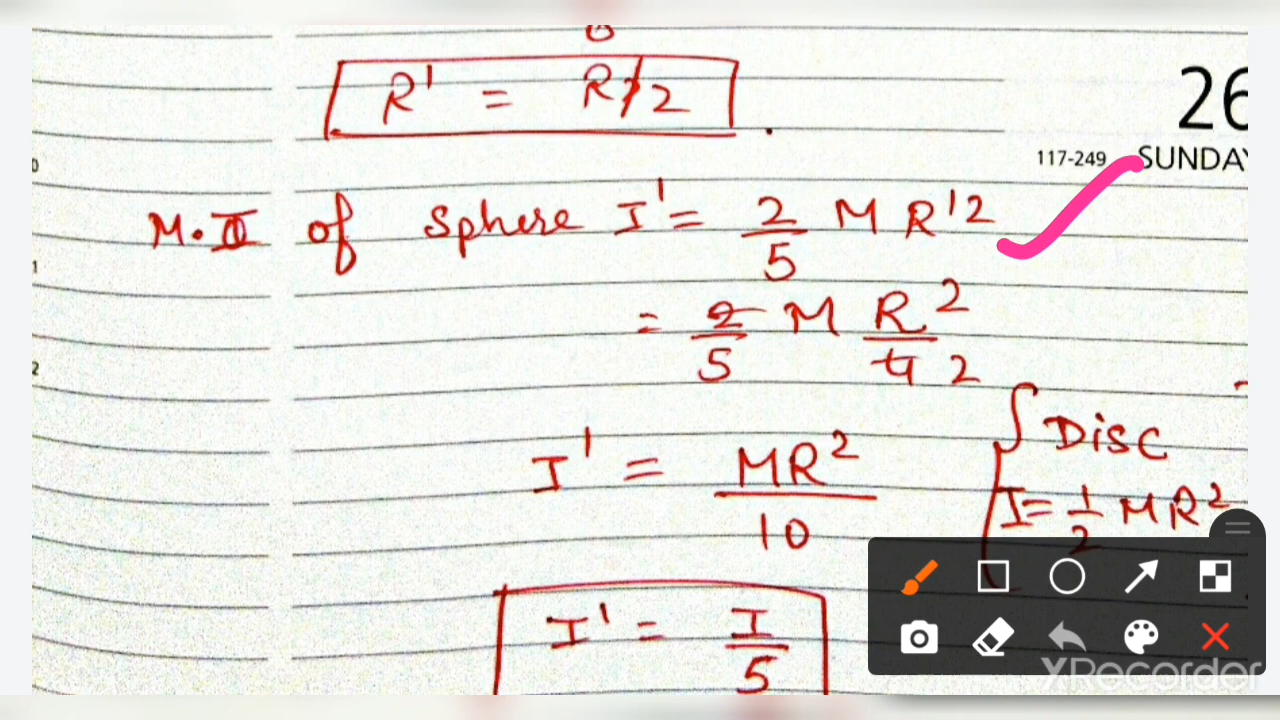 R' = R/2 .
26
117-249 SUNDAY
M.I of Sphere I' = 2/5 M R'2
= 2/5 M R2/4 2
I' = MR2/10
Disc
I = 1/2 MR2
I' = I/5
XRecorder